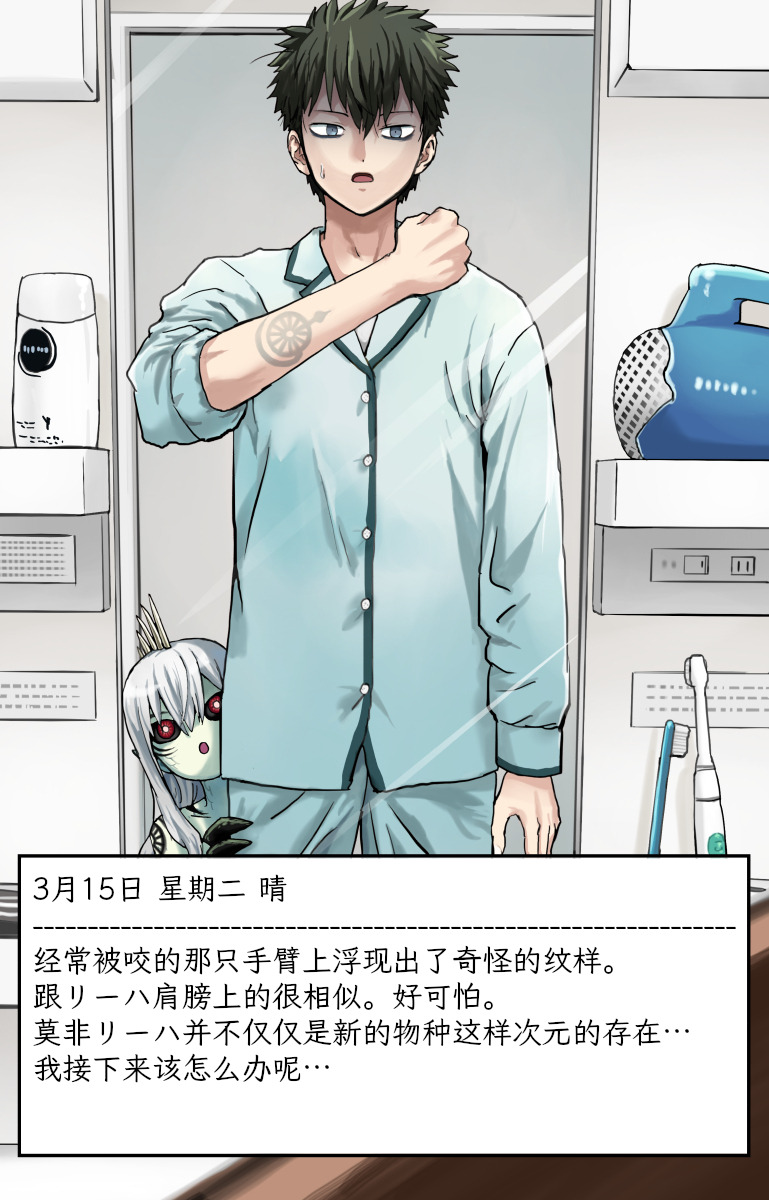 3月15日 星期二 晴
经常被咬的那只手臂上浮现出了奇怪的纹样。
跟リーハ肩膀上的很相似。好可怕。
莫非リーハ并不仅仅是新的物种这样次元的存在…
我接下来该怎么办呢…